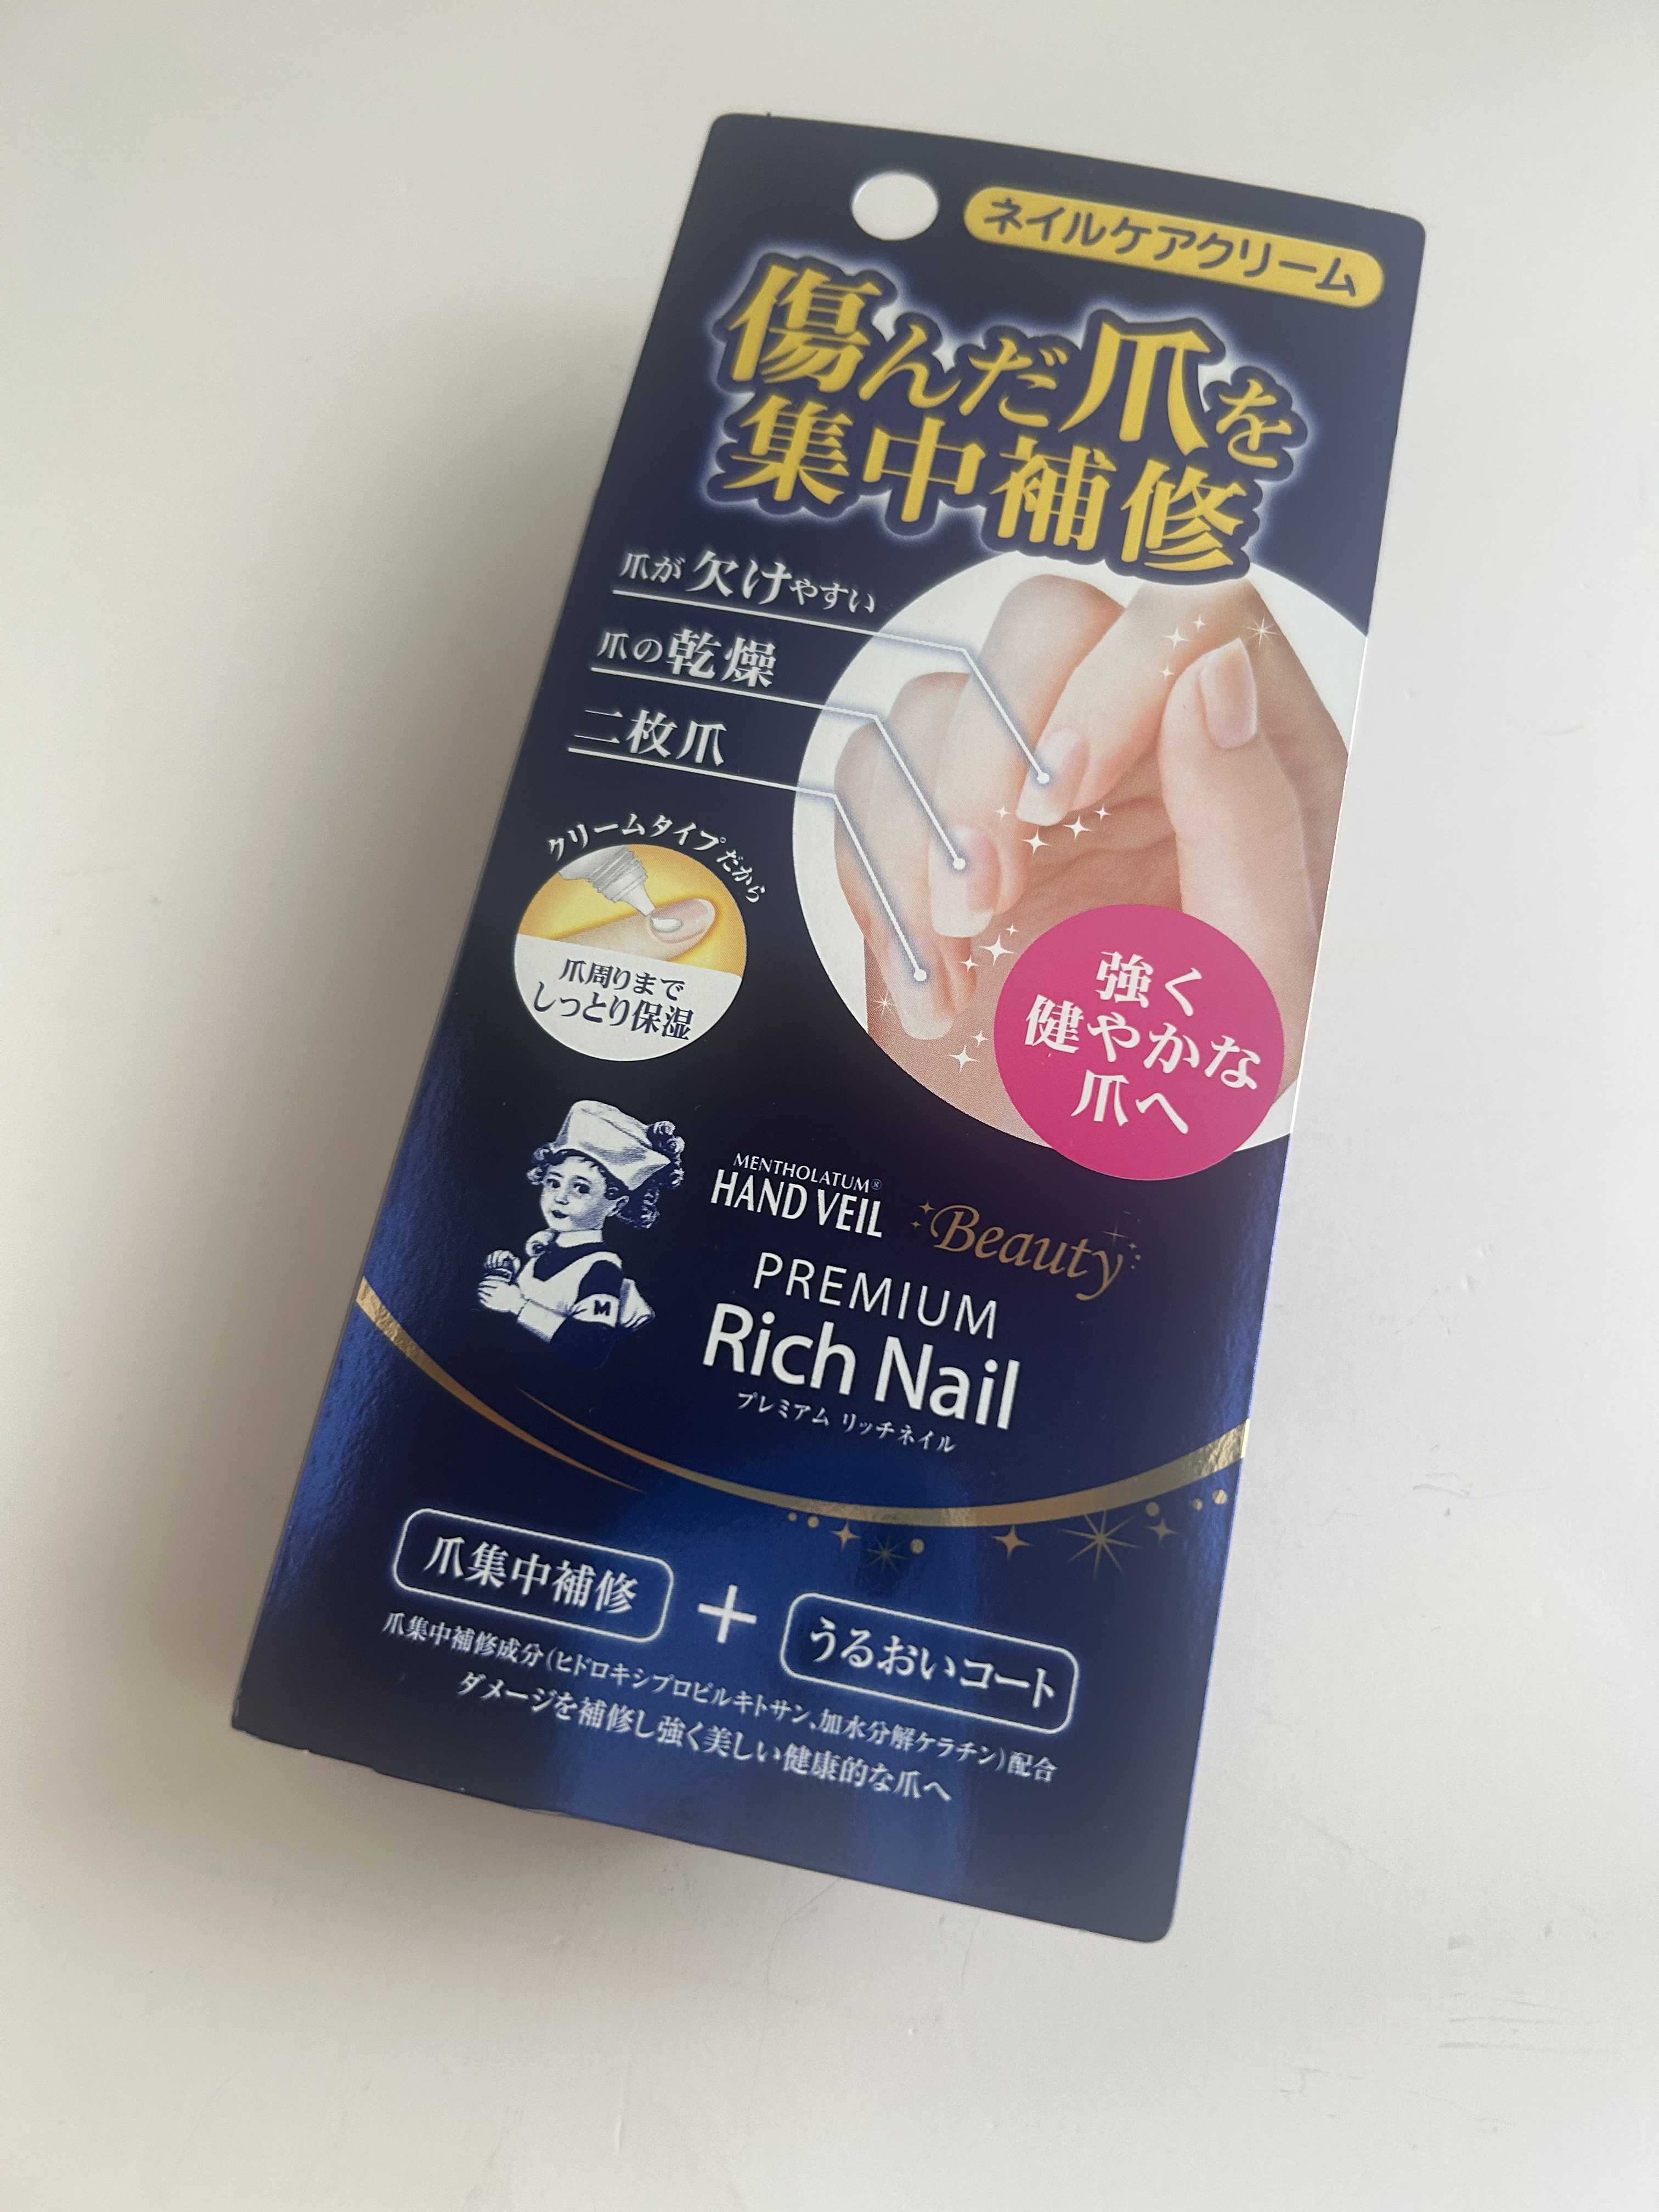 ネイルケアクリーム
傷んだ爪を
集中補修
爪が欠けやすい
爪の乾燥
二枚爪
クリームタイプだから
爪周りまで
しっとり保湿
強く
健やかな
爪へ
MENTHOLATUM®
HAND VEIL Beauty
PREMIUM
Rich Nail
プレミアム リッチネイル
M
爪集中補修 + うるおいコート
爪集中補修成分(ヒドロキシプロピルキトサン、加水分解ケラチン)配合
ダメージを補修し強く美しい健康的な爪へ